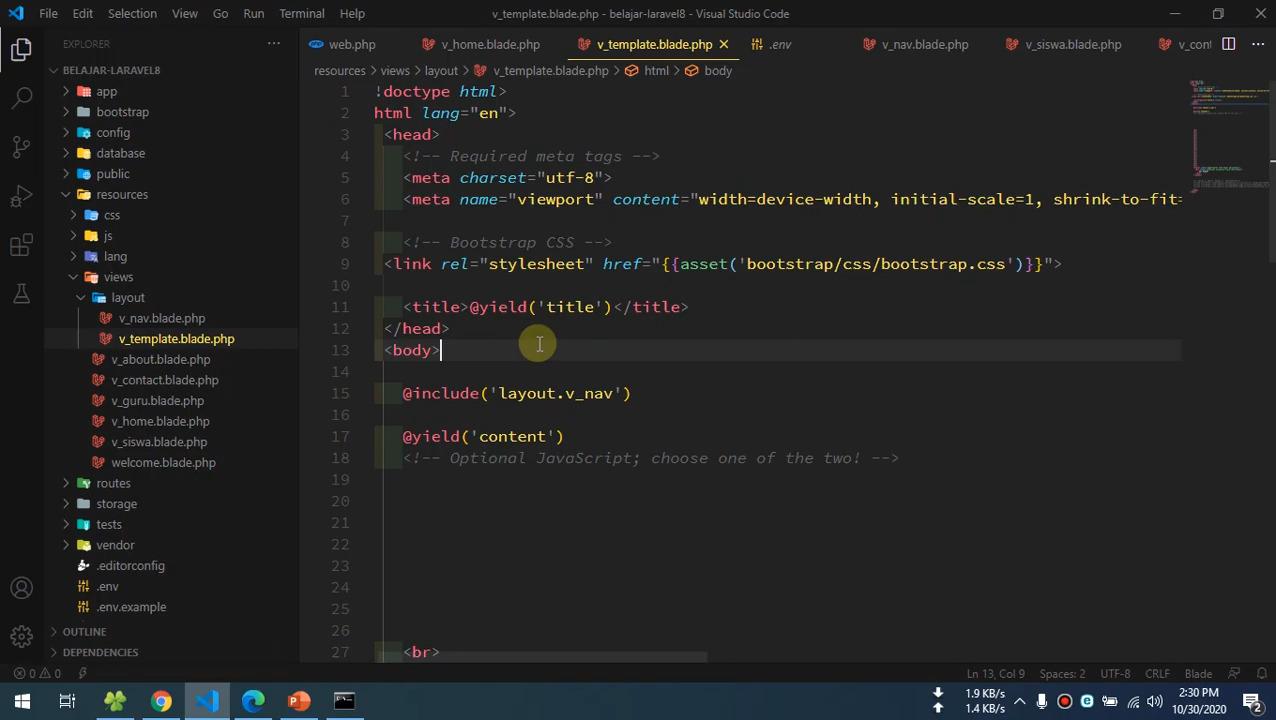 File Edit Selection View Go Run Terminal Help
v_template.blade.php - belajar-laravel8 - Visual Studio Code
EXPLORER
web.php v_home.blade.php v_template.blade.php .env v_nav.blade.php v_siswa.blade.php v_cont
BELAJAR-LARAVEL8
resources > views > layout > v_template.blade.php > html > body
app
bootstrap
config
database
public
resources
css
js
lang
views
layout
v_nav.blade.php
v_template.blade.php
v_about.blade.php
v_contact.blade.php
v_guru.blade.php
v_home.blade.php
v_siswa.blade.php
welcome.blade.php
routes
storage
tests
vendor
.editorconfig
.env
.env.example
OUTLINE
DEPENDENCIES
1 !doctype html>
2 html lang="en">
3 <head>
4 <!-- Required meta tags -->
5 <meta charset="utf-8">
6 <meta name="viewport" content="width=device-width, initial-scale=1, shrink-to-fit=
7
8 <!-- Bootstrap CSS -->
9 <link rel="stylesheet" href="{{asset('bootstrap/css/bootstrap.css')}}">
10
11 <title>@yield('title')</title>
12 </head>
13 <body>
14
15 @include('layout.v_nav')
16
17 @yield('content')
18 <!-- Optional JavaScript; choose one of the two! -->
19
20
21
22
23
24
25
26
27 <br>
0 0
Ln 13, Col 9 Spaces: 2 UTF-8 CRLF Blade
1.9 KB/s
1.4 KB/s
2:30 PM
10/30/2020
2